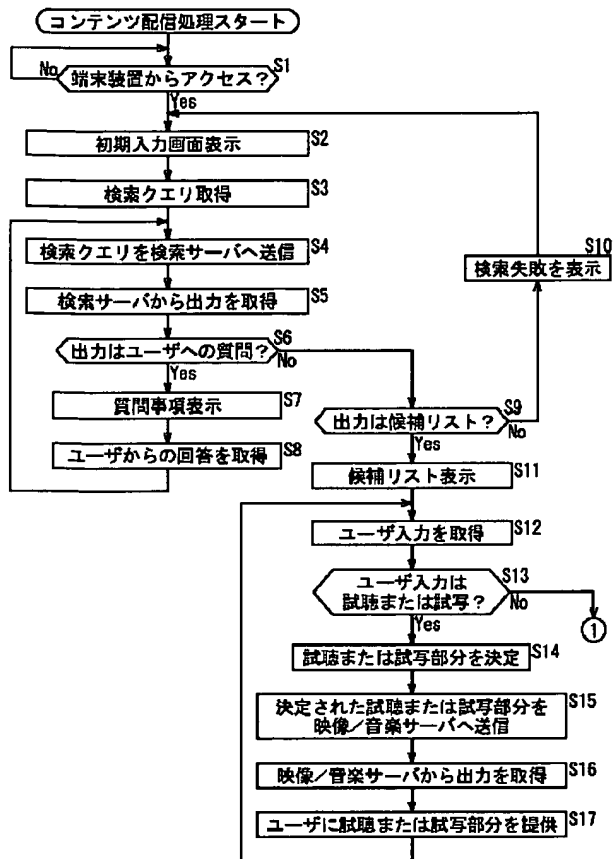 コンテンツ配信処理スタート
端末装置からアクセス?
S1
No
Yes
初期入力画面表示
S2
検索クエリ取得
S3
検索クエリを検索サーバへ送信
S4
検索サーバから出力を取得
S5
出力はユーザへの質問?
S6
No
Yes
質問事項表示
S7
ユーザからの回答を取得
S8
出力は候補リスト?
S9
No
Yes
検索失敗を表示
S10
候補リスト表示
S11
ユーザ入力を取得
S12
ユーザ入力は
試聴または試写?
S13
No
Yes
①
試聴または試写部分を決定
S14
決定された試聴または試写部分を
映像/音楽サーバへ送信
S15
映像/音楽サーバから出力を取得
S16
ユーザに試聴または試写部分を提供
S17